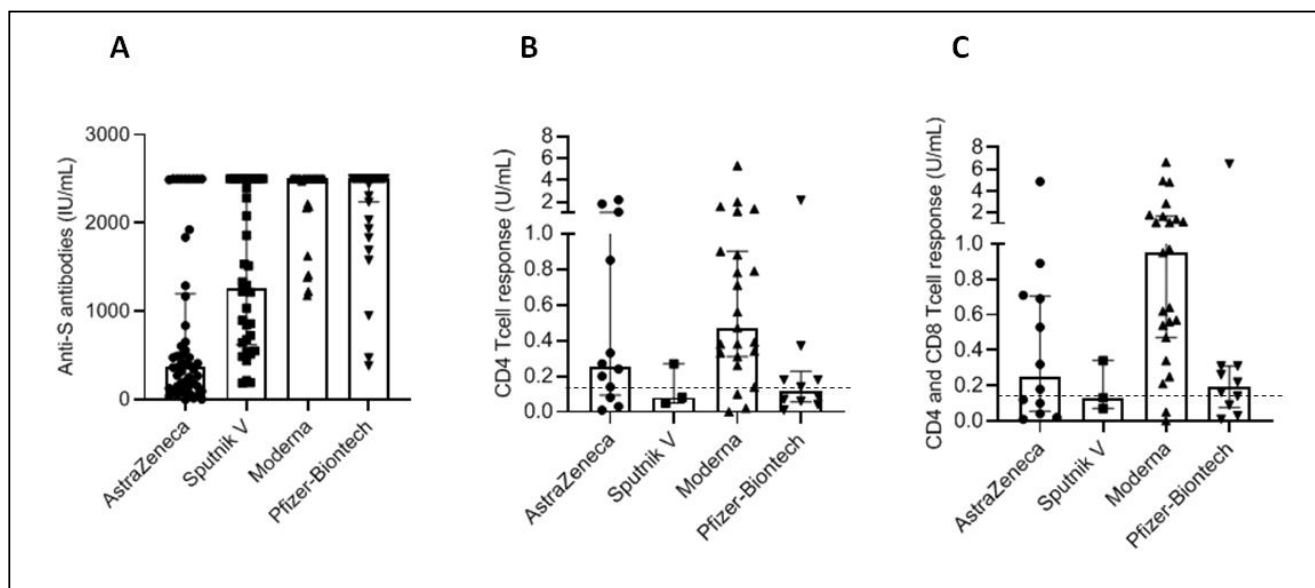 A
B
C
Anti-S antibodies (IU/mL)
3000
2000
1000
0
AstraZeneca
Sputnik V
Moderna
Pfizer-Biontech
CD4 Tcell response (U/mL)
8
6
4
2
1.0
0.8
0.6
0.4
0.2
0.0
AstraZeneca
Sputnik V
Moderna
Pfizer-Biontech
CD4 and CD8 Tcell response (U/mL)
8
6
4
2
1.0
0.8
0.6
0.4
0.2
0.0
AstraZeneca
Sputnik V
Moderna
Pfizer-Biontech